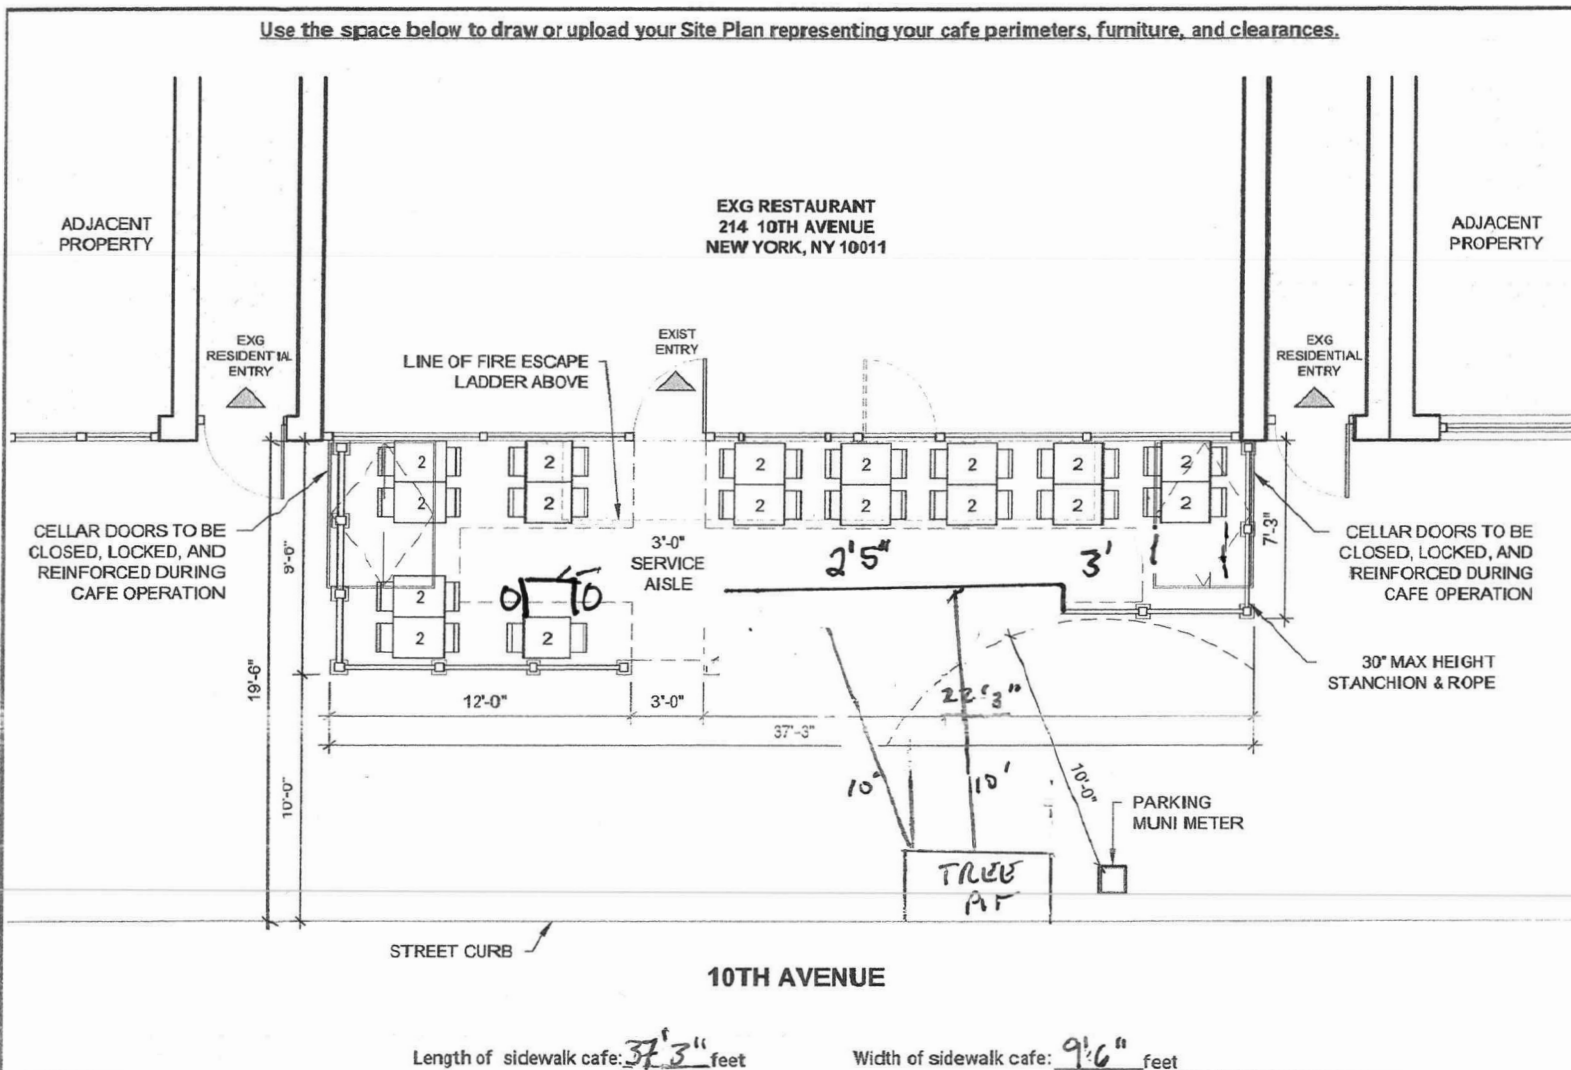 Use the space below to draw or upload your Site Plan representing your cafe perimeters, furniture, and clearances.
ADJACENT
PROPERTY
EXG RESTAURANT
214 10TH AVENUE
NEW YORK, NY 10011
ADJACENT
PROPERTY
EXG
RESIDENTIAL
ENTRY
LINE OF FIRE ESCAPE
LADDER ABOVE
EXIST
ENTRY
EXG
RESIDENTIAL
ENTRY
2 2 2 2 2 2 2
2 2 2 2 2 2 2
CELLAR DOORS TO BE
CLOSED, LOCKED, AND
REINFORCED DURING
CAFE OPERATION
9'-6"
3'-0"
SERVICE
AISLE
2'5"
3'
7'-3"
CELLAR DOORS TO BE
CLOSED, LOCKED, AND
REINFORCED DURING
CAFE OPERATION
2
2 2
30" MAX HEIGHT
STANCHION & ROPE
19'-6"
12'-0"
3'-0"
22'3"
37'-3"
10'-0"
10'
10'
10'-0"
PARKING
MUNI METER
TREE
PIT
STREET CURB
10TH AVENUE
Length of sidewalk cafe: 37'3" feet
Width of sidewalk cafe: 9'6" feet